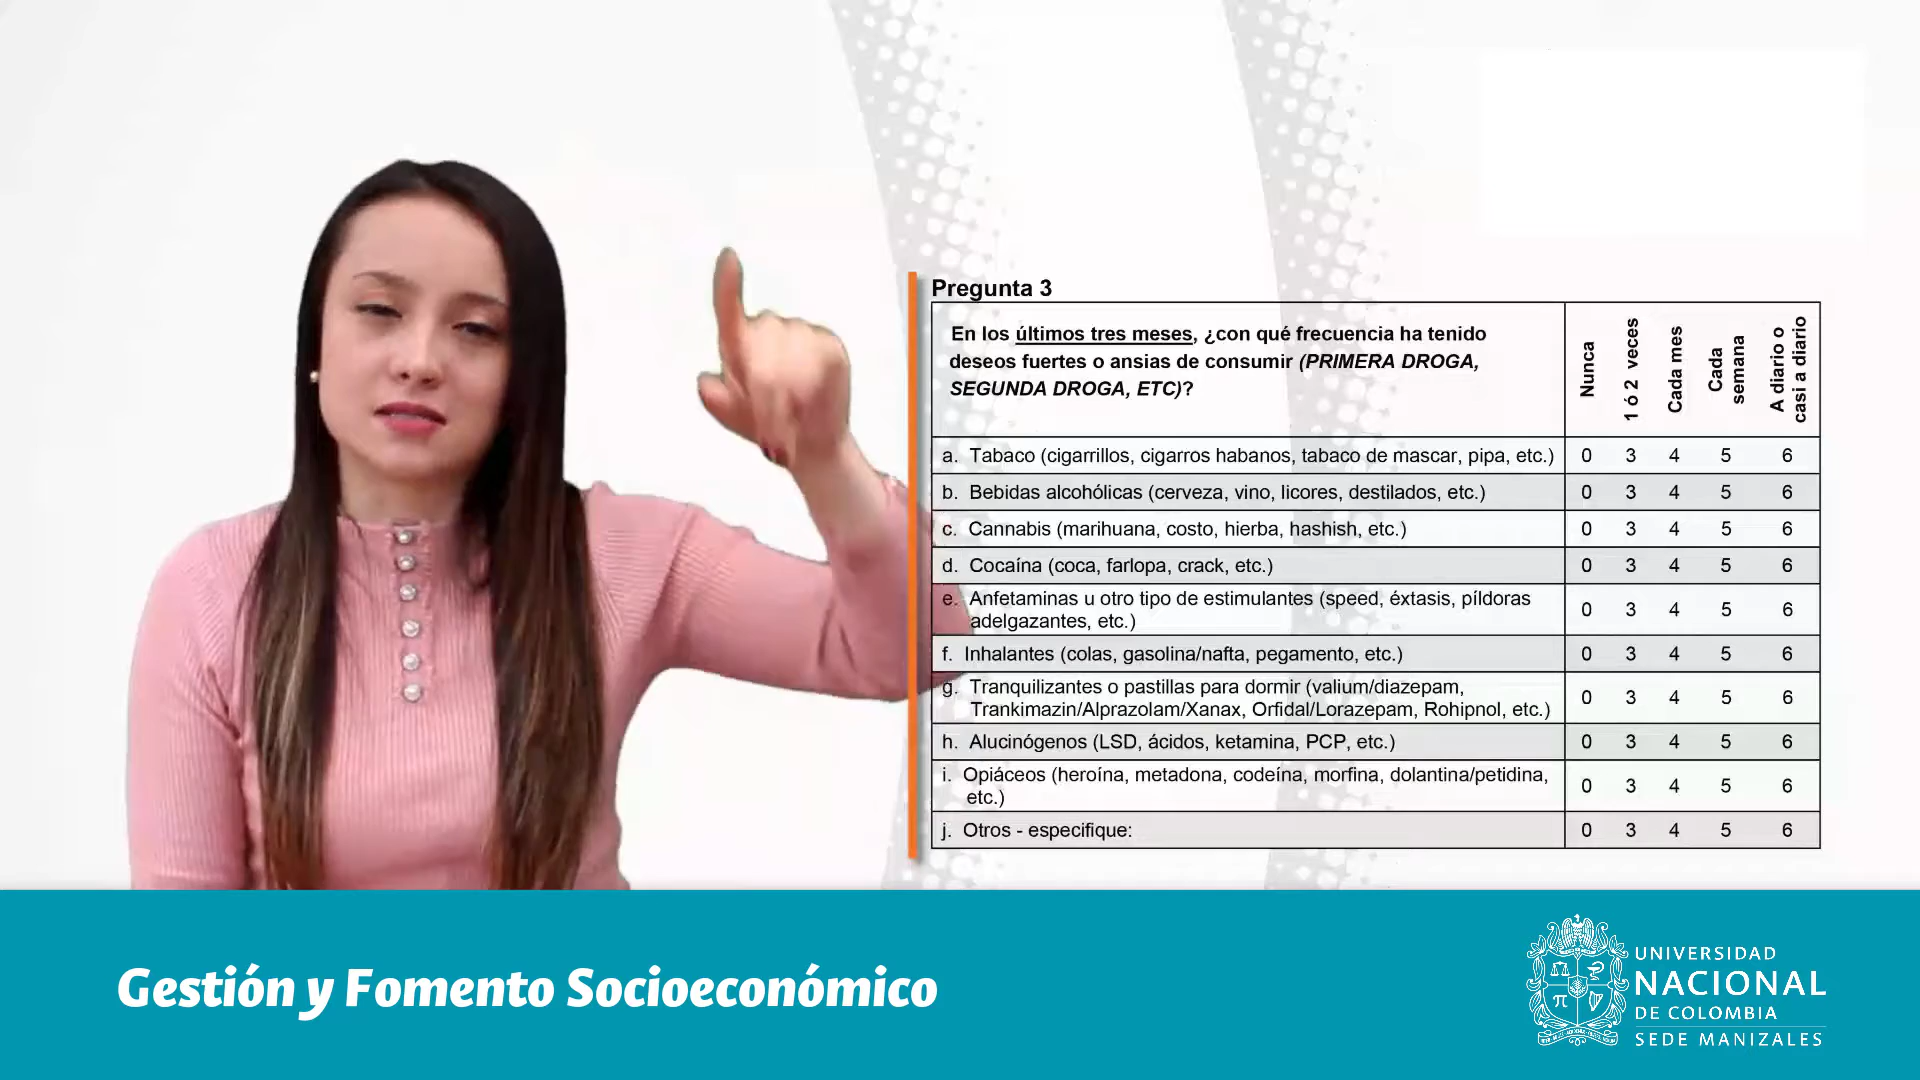 Pregunta 3
En los últimos tres meses, ¿con qué frecuencia ha tenido
deseos fuertes o ansias de consumir (PRIMERA DROGA,
SEGUNDA DROGA, ETC)?
Nunca
1 ó 2 veces
Cada mes
Cada
semana
A diario o
casi a diario
a. Tabaco (cigarrillos, cigarros habanos, tabaco de mascar, pipa, etc.) 0 3 4 5 6
b. Bebidas alcohólicas (cerveza, vino, licores, destilados, etc.) 0 3 4 5 6
c. Cannabis (marihuana, costo, hierba, hashish, etc.) 0 3 4 5 6
d. Cocaína (coca, farlopa, crack, etc.) 0 3 4 5 6
e. Anfetaminas u otro tipo de estimulantes (speed, éxtasis, píldoras
adelgazantes, etc.) 0 3 4 5 6
f. Inhalantes (colas, gasolina/nafta, pegamento, etc.) 0 3 4 5 6
g. Tranquilizantes o pastillas para dormir (valium/diazepam,
Trankimazin/Alprazolam/Xanax, Orfidal/Lorazepam, Rohipnol, etc.) 0 3 4 5 6
h. Alucinógenos (LSD, ácidos, ketamina, PCP, etc.) 0 3 4 5 6
i. Opiáceos (heroína, metadona, codeína, morfina, dolantina/petidina,
etc.) 0 3 4 5 6
j. Otros - especifique: 0 3 4 5 6
Gestión y Fomento Socioeconómico
UNIVERSIDAD
NACIONAL
DE COLOMBIA
SEDE MANIZALES